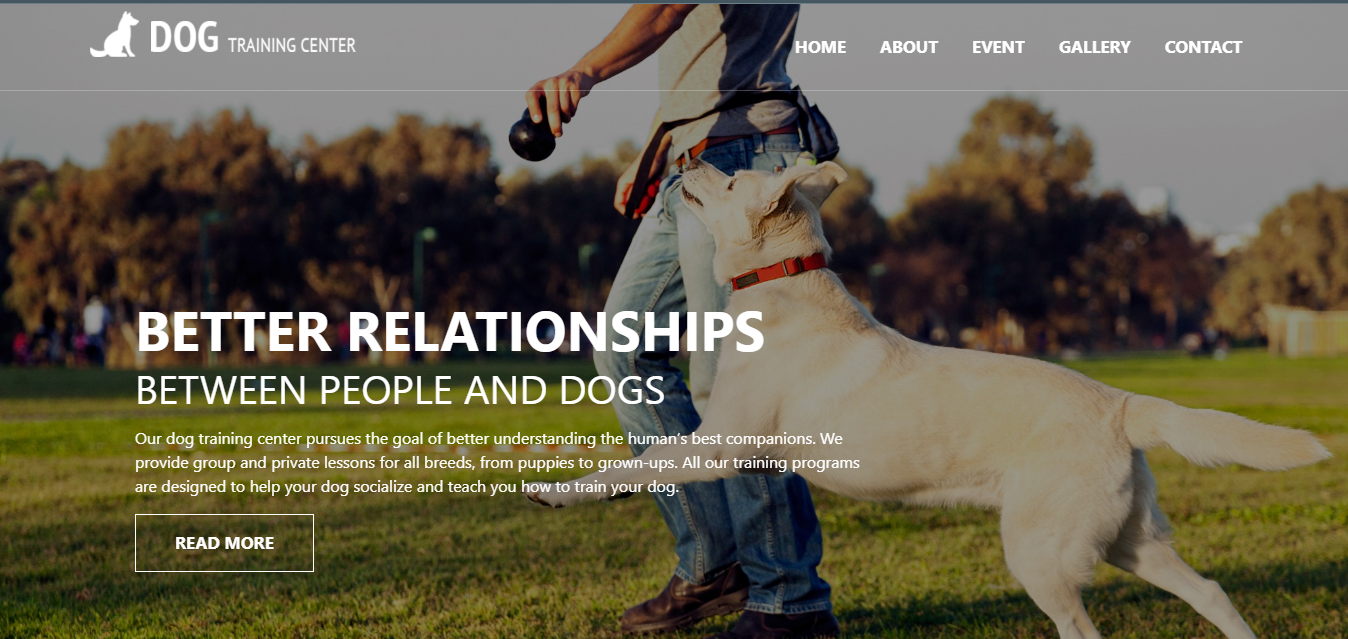 DOG TRAINING CENTER
HOME ABOUT EVENT GALLERY CONTACT
BETTER RELATIONSHIPS
BETWEEN PEOPLE AND DOGS
Our dog training center pursues the goal of better understanding the human's best companions. We
provide group and private lessons for all breeds, from puppies to grown-ups. All our training programs
are designed to help your dog socialize and teach you how to train your dog.
READ MORE